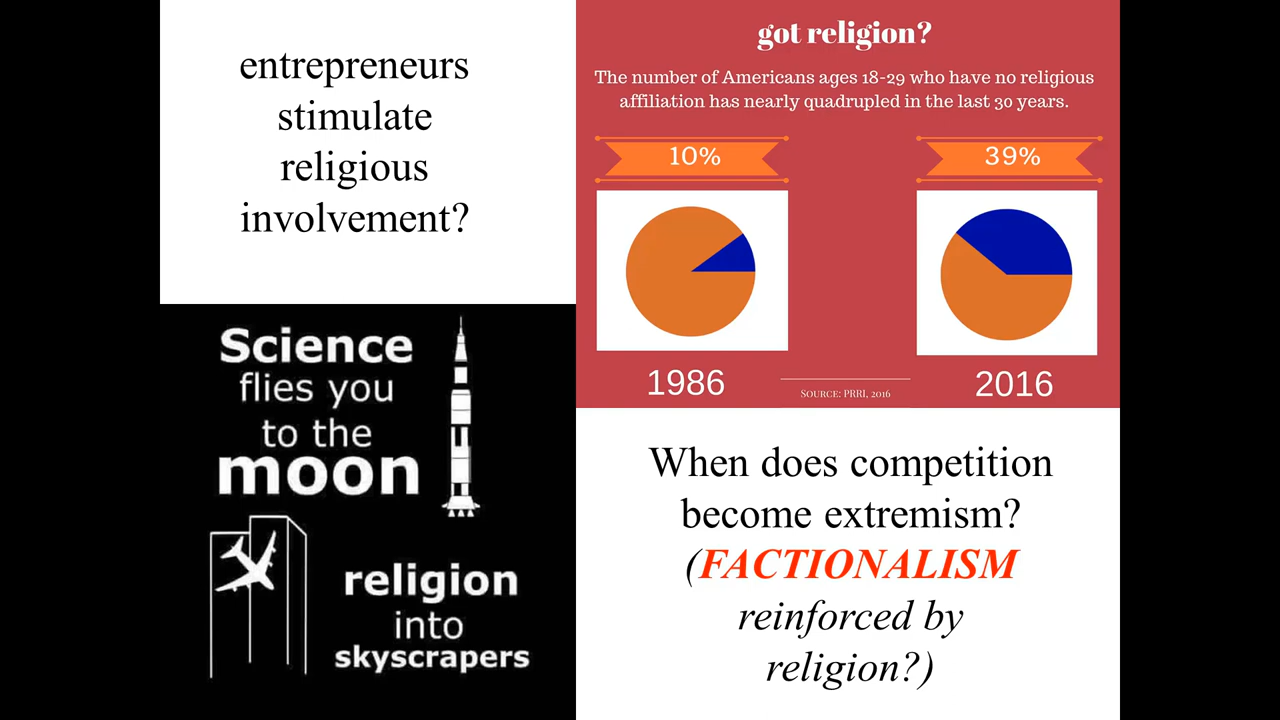 entrepreneurs
stimulate
religious
involvement?
got religion?
The number of Americans ages 18-29 who have no religious
affiliation has nearly quadrupled in the last 30 years.
10%
39%
1986
2016
SOURCE: PRRI, 2016
Science
flies you
to the
moon
religion
into
skyscrapers
When does competition
become extremism?
(FACTIONALISM
reinforced by
religion?)